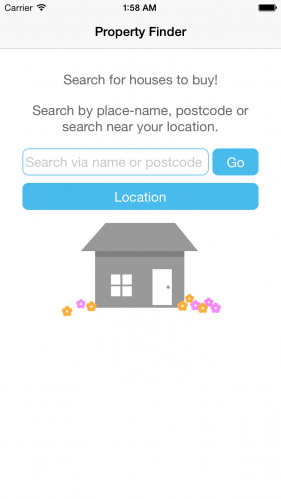 Carrier 1:58 AM
Property Finder
Search for houses to buy!
Search by place-name, postcode or
search near your location.
Search via name or postcode Go
Location